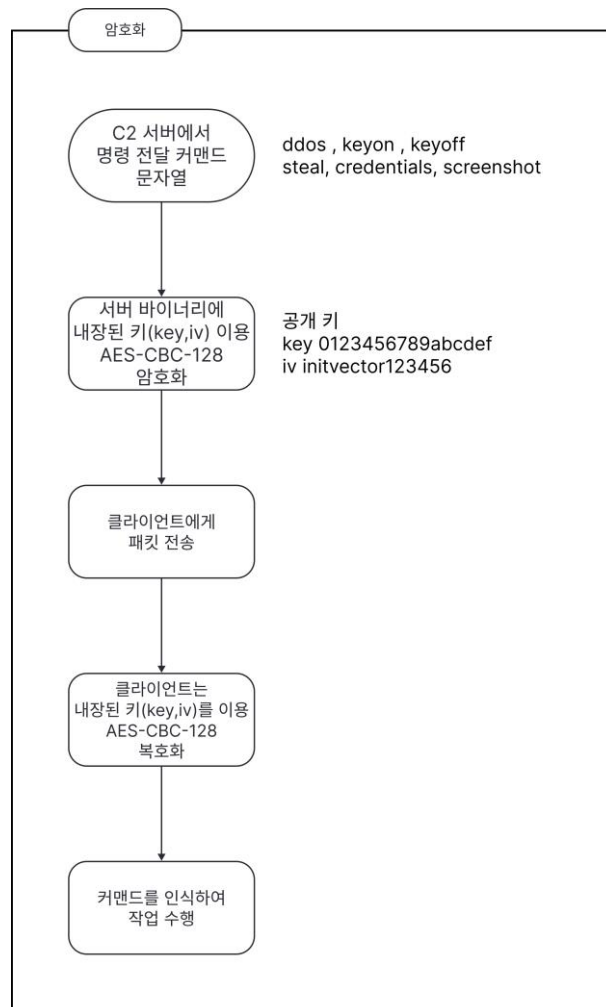 암호화
C2 서버에서
명령 전달 커맨드
문자열
ddos , keyon , keyoff
steal, credentials, screenshot
서버 바이너리에
내장된 키(key,iv) 이용
AES-CBC-128
암호화
공개 키
key 0123456789abcdef
iv initvector123456
클라이언트에게
패킷 전송
클라이언트는
내장된 키(key,iv)를 이용
AES-CBC-128
복호화
커맨드를 인식하여
작업 수행